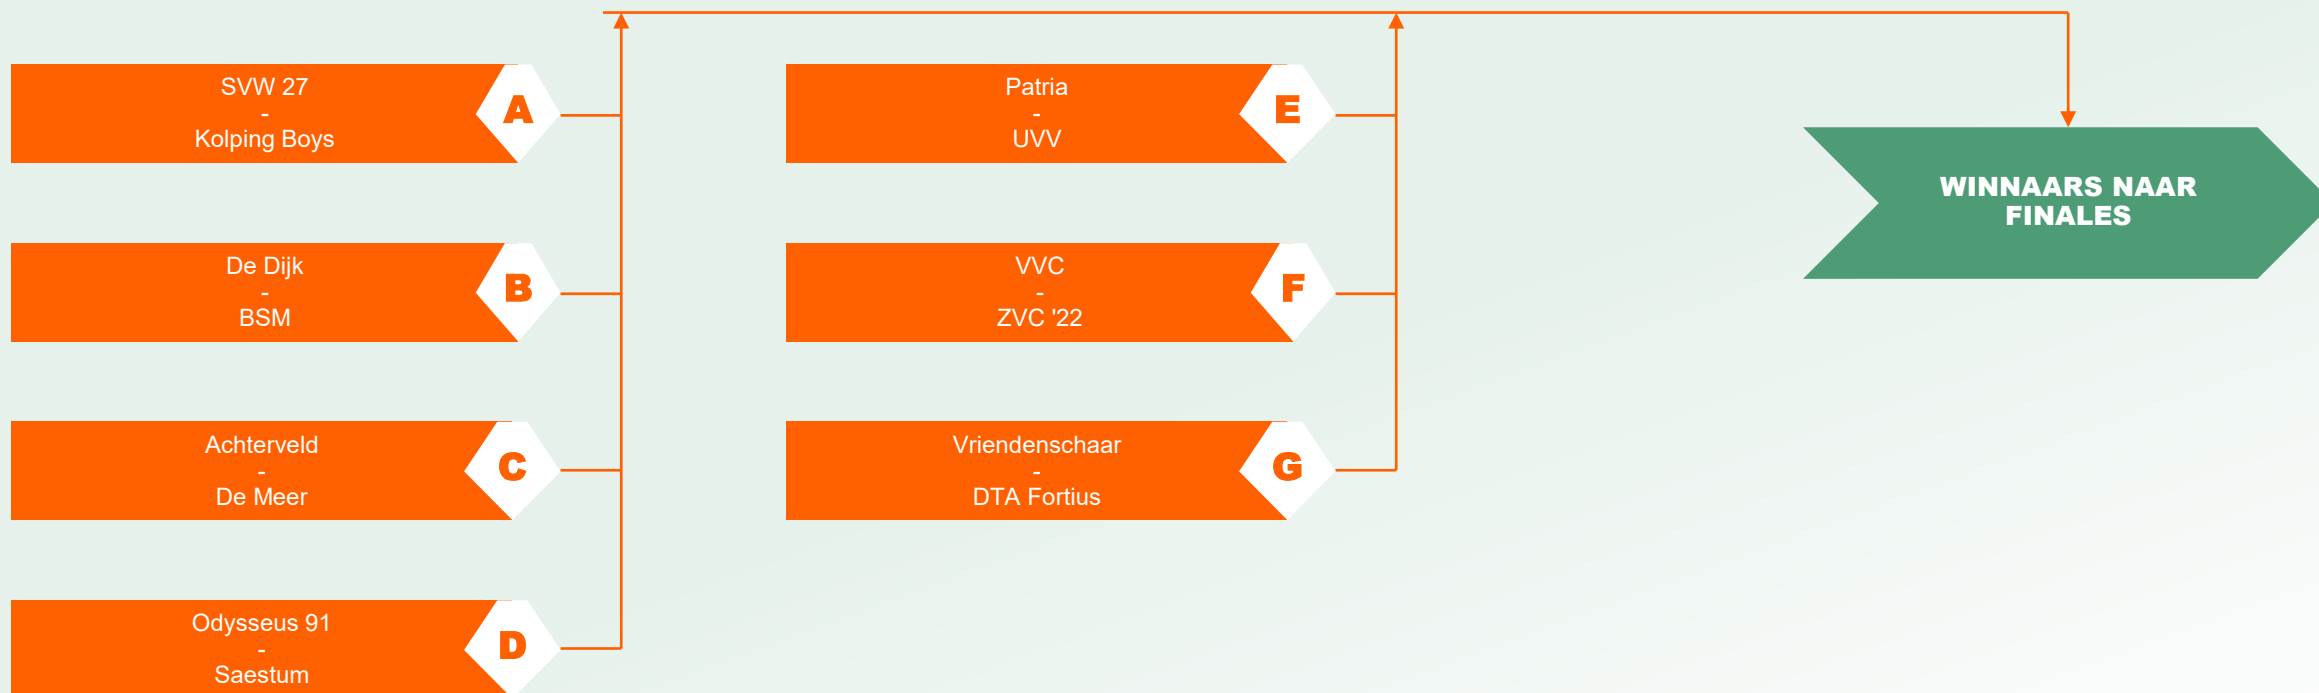 SVW 27
-
Kolping Boys
A
De Dijk
-
BSM
B
Achterveld
-
De Meer
C
Odysseus 91
-
Saestum
D
Patria
-
UVV
E
VVC
-
ZVC '22
F
Vriendenschaar
-
DTA Fortius
G
WINNAARS NAAR
FINALES